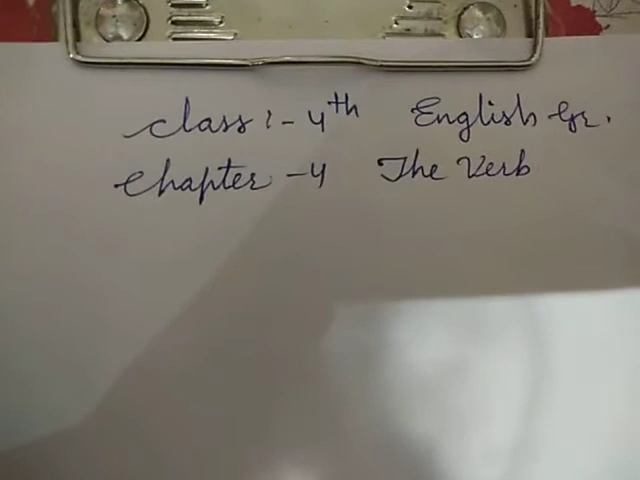 Class :- 4th English Gr.
Chapter - 4 The Verb